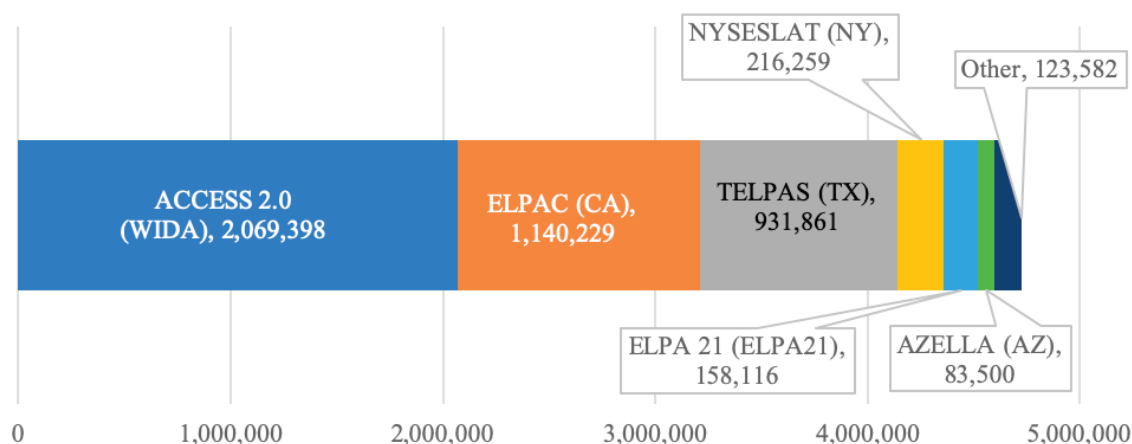 NYSESLAT (NY),
216,259
Other, 123,582
ACCESS 2.0
(WIDA), 2,069,398
ELPAC (CA),
1,140,229
TELPAS (TX),
931,861
ELPA 21 (ELPA21),
158,116
AZELLA (AZ),
83,500
0
1,000,000
2,000,000
3,000,000
4,000,000
5,000,000